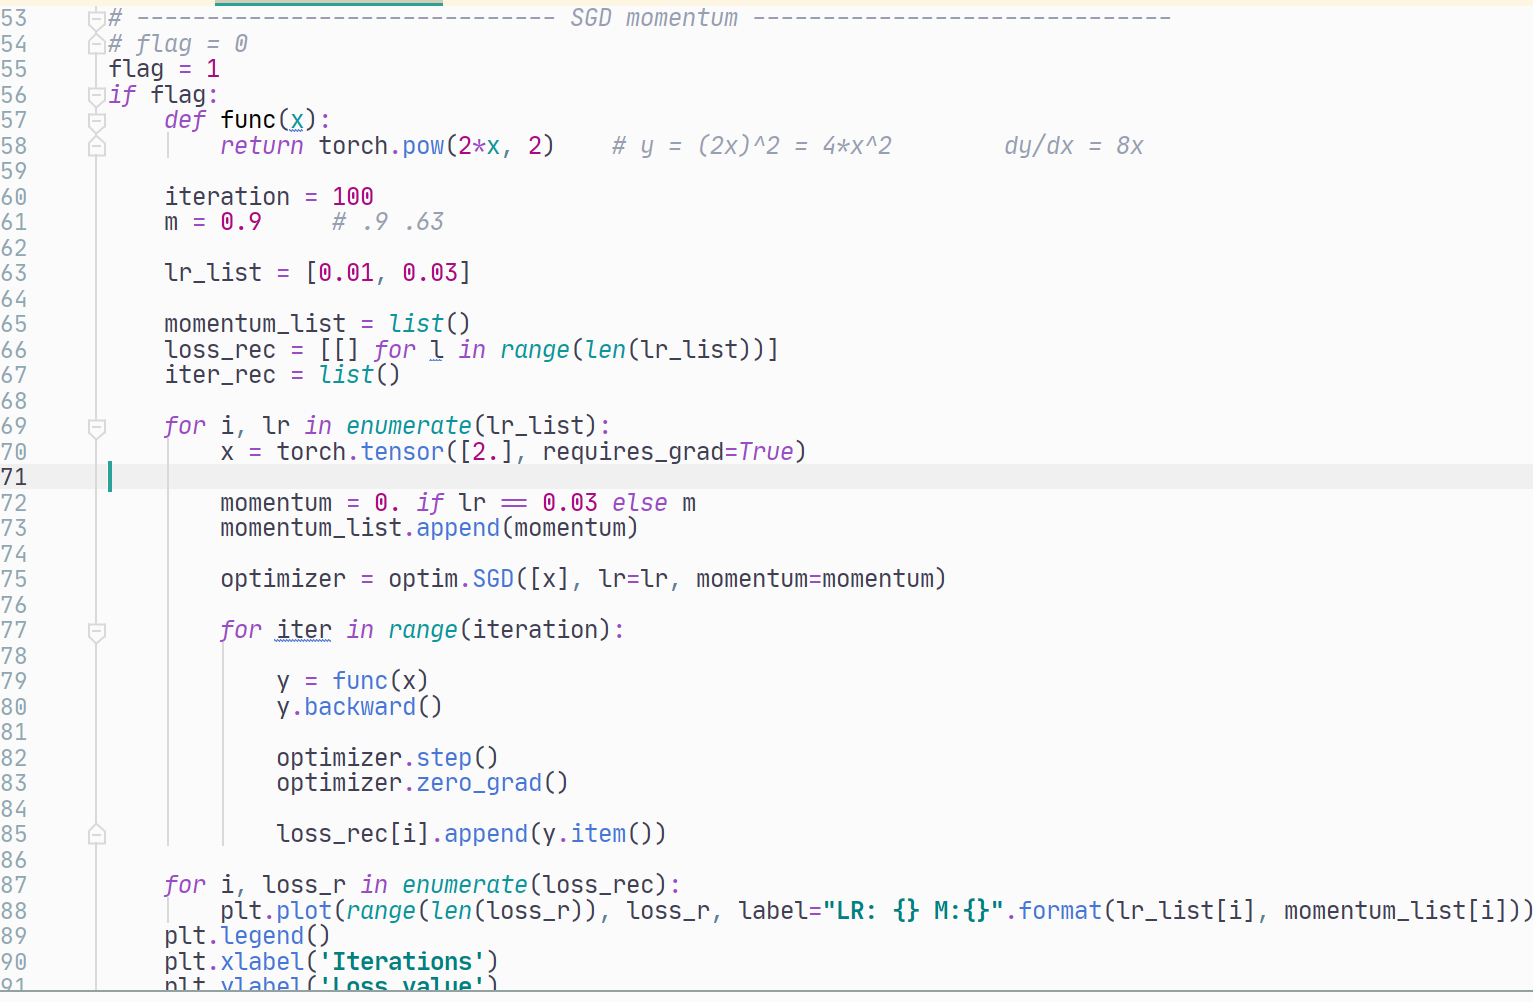 53 # ------------------------------ SGD momentum ------------------------------
54 # flag = 0
55 flag = 1
56 if flag:
57     def func(x):
58         return torch.pow(2*x, 2)    # y = (2x)^2 = 4*x^2        dy/dx = 8x
59
60     iteration = 100
61     m = 0.9     # .9 .63
62
63     lr_list = [0.01, 0.03]
64
65     momentum_list = list()
66     loss_rec = [[] for l in range(len(lr_list))]
67     iter_rec = list()
68
69     for i, lr in enumerate(lr_list):
70         x = torch.tensor([2.], requires_grad=True)
71
72         momentum = 0. if lr == 0.03 else m
73         momentum_list.append(momentum)
74
75         optimizer = optim.SGD([x], lr=lr, momentum=momentum)
76
77         for iter in range(iteration):
78
79             y = func(x)
80             y.backward()
81
82             optimizer.step()
83             optimizer.zero_grad()
84
85             loss_rec[i].append(y.item())
86
87     for i, loss_r in enumerate(loss_rec):
88         plt.plot(range(len(loss_r)), loss_r, label="LR: {} M:{}".format(lr_list[i], momentum_list[i]))
89     plt.legend()
90     plt.xlabel('Iterations')
91     plt.ylabel('Loss value')